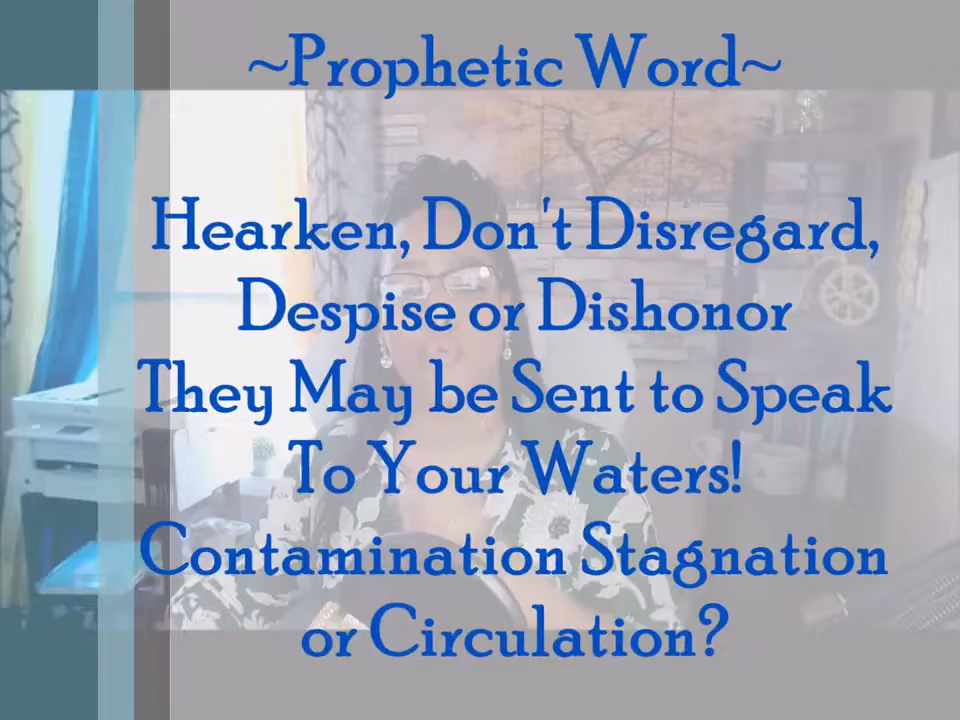 ~Prophetic Word~
Hearken, Don't Disregard,
Despise or Dishonor
They May be Sent to Speak
To Your Waters!
Contamination Stagnation
or Circulation?